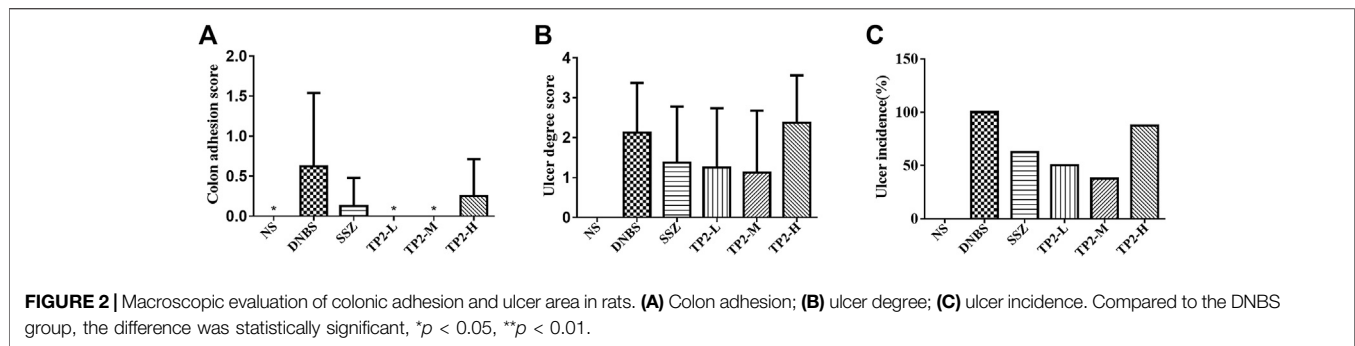 A
B
C
Colon adhesion score
2.0
1.5
1.0
0.5
0.0
*
*
*
NS
DNBS
SSZ
TP2-L
TP2-M
TP2-H
Ulcer degree score
4
3
2
1
0
NS
DNBS
SSZ
TP2-L
TP2-M
TP2-H
Ulcer incidence(%)
150
100
50
0
NS
DNBS
SSZ
TP2-L
TP2-M
TP2-H
FIGURE 2 | Macroscopic evaluation of colonic adhesion and ulcer area in rats. (A) Colon adhesion; (B) ulcer degree; (C) ulcer incidence. Compared to the DNBS
group, the difference was statistically significant, *p < 0.05, **p < 0.01.